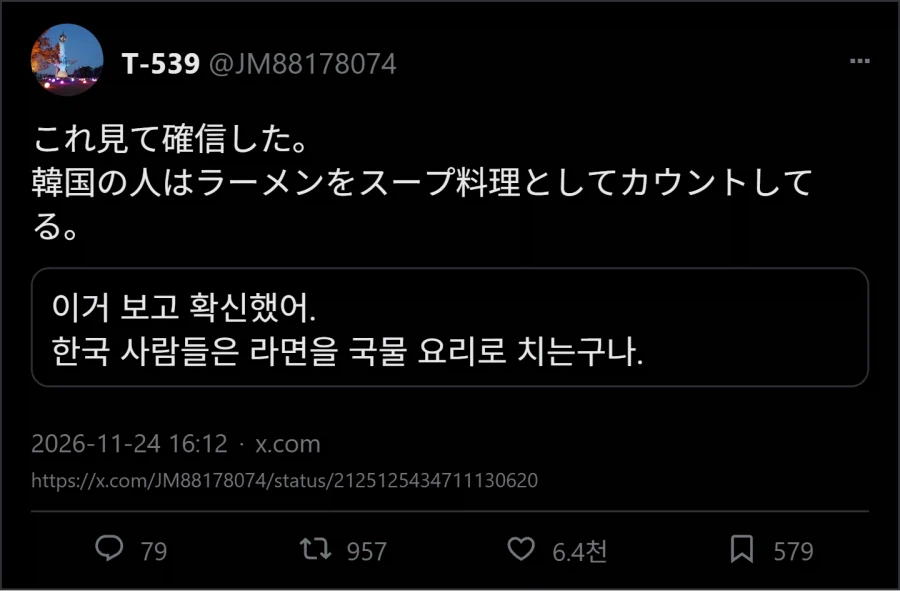 T-539 @JM88178074
これ見て確信した。
韓国の人はラーメンをスープ料理としてカウントして
る。
이거 보고 확신했어.
한국 사람들은 라면을 국물 요리로 치는구나.
2026-11-24 16:12 · x.com
https://x.com/JM88178074/status/2125125434711130620
79 957 6.4천 579